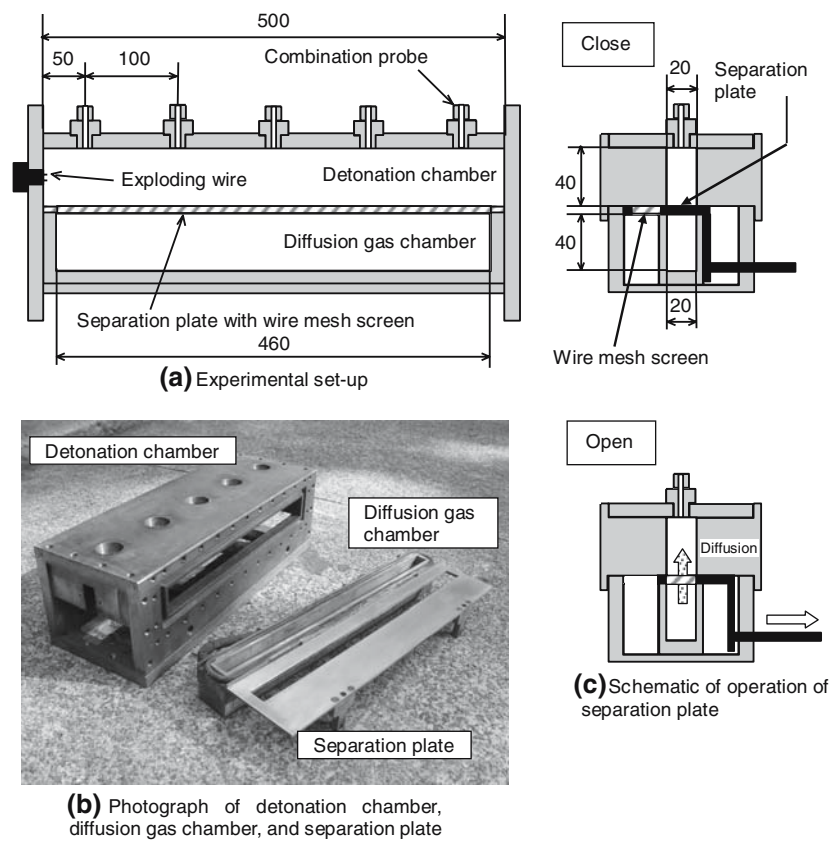 500
50
100
Combination probe
Exploding wire
Detonation chamber
Diffusion gas chamber
Separation plate with wire mesh screen
460
(a) Experimental set-up
Close
20
Separation
plate
40
40
20
Wire mesh screen
Detonation chamber
Diffusion gas
chamber
Separation plate
(b) Photograph of detonation chamber,
diffusion gas chamber, and separation plate
Open
Diffusion
(c) Schematic of operation of
separation plate